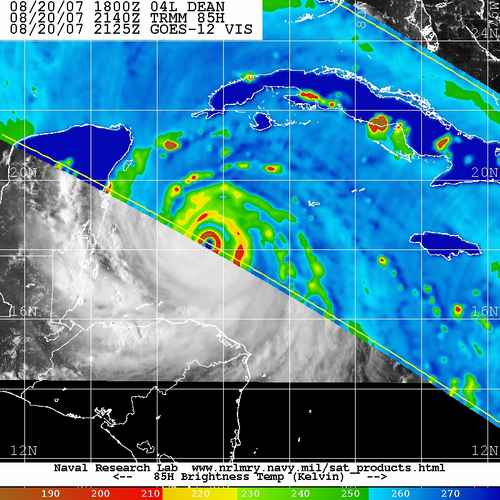 08/20/07 1800Z 04L DEAN
08/20/07 2140Z TRMM 85H
08/20/07 2125Z GOES-12 VIS
24N
20N
20N
16N
16N
12N
12N
Naval Research Lab www.nrlmry.navy.mil/sat_products.html
<-- 85H Brightness Temp (Kelvin) -->
190 200 210 220 230 240 250 260 270